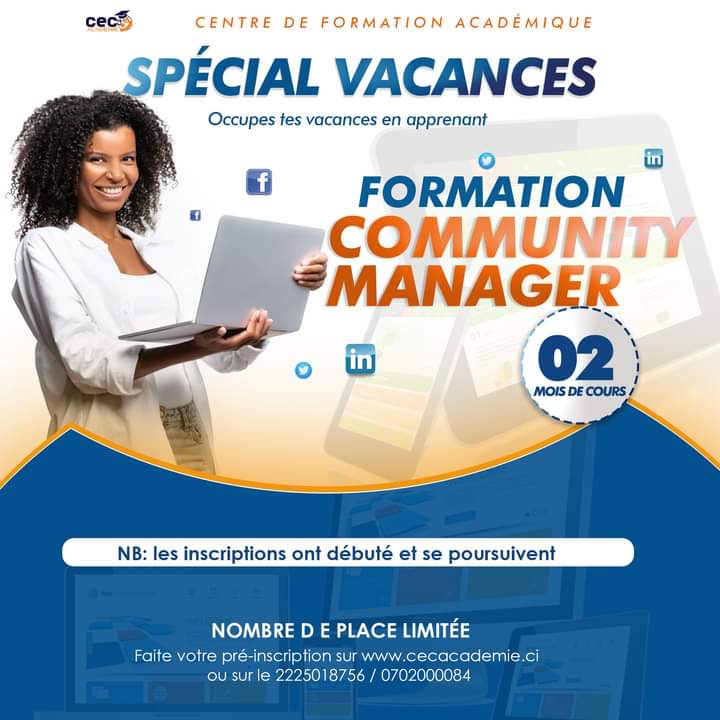 cec
ACADEMIE
CENTRE DE FORMATION ACADÉMIQUE
SPÉCIAL VACANCES
Occupes tes vacances en apprenant
FORMATION
COMMUNITY
MANAGER
02
MOIS DE COURS
NB: les inscriptions ont débuté et se poursuivent
NOMBRE D E PLACE LIMITÉE
Faite votre pré-inscription sur www.cecacademie.ci
ou sur le 2225018756 / 0702000084